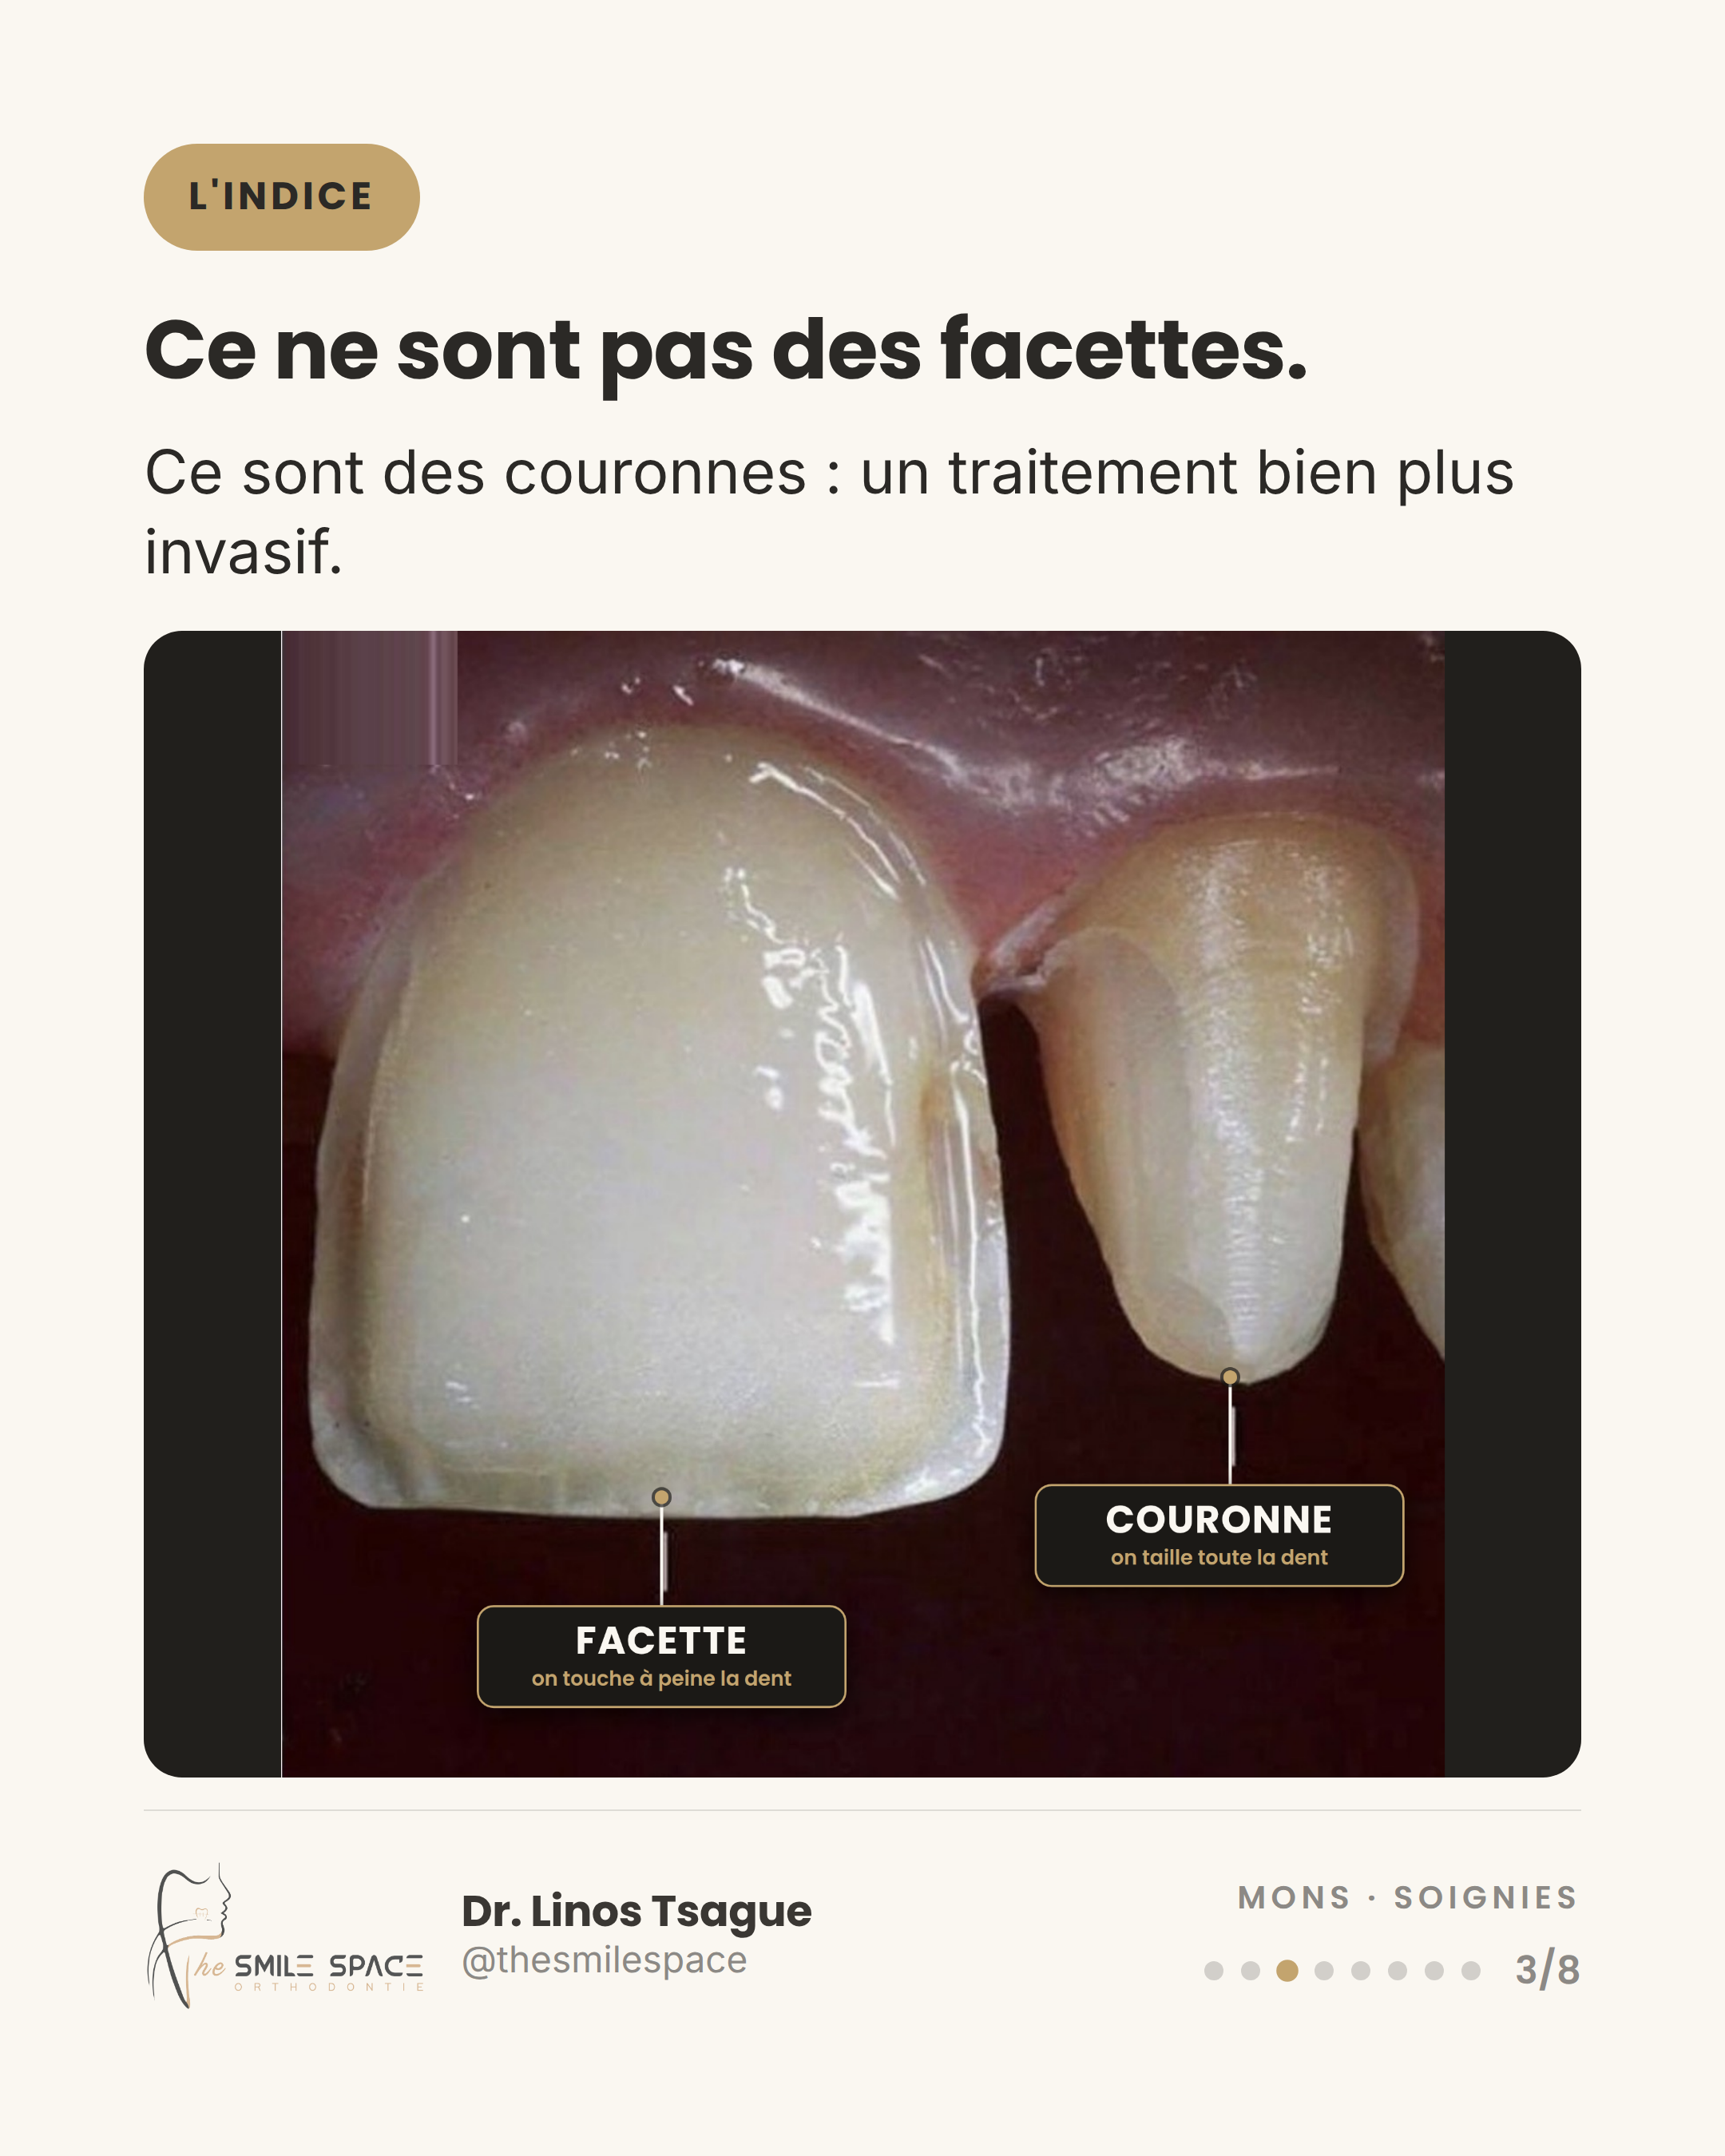 L'INDICE
Ce ne sont pas des facettes.
Ce sont des couronnes : un traitement bien plus
invasif.
COURONNE
on taille toute la dent
FACETTE
on touche à peine la dent
The SMILE SPACE
ORTHODONTIE
Dr. Linos Tsague
@thesmilespace
MONS · SOIGNIES
3/8